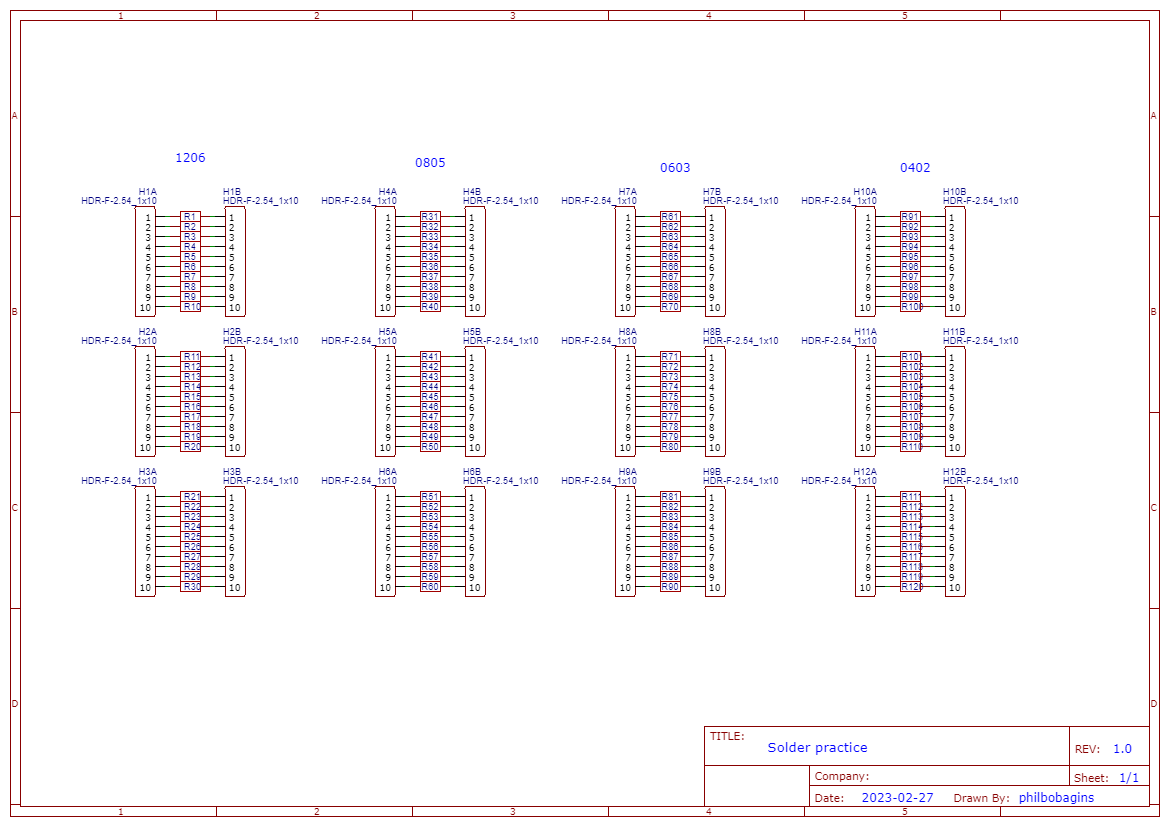 1 2 3 4 5
A A
1206 0805 0603 0402
H1A H1B H4A H4B H7A H7B H10A H10B
HDR-F-2.54_1x10 HDR-F-2.54_1x10 HDR-F-2.54_1x10 HDR-F-2.54_1x10 HDR-F-2.54_1x10 HDR-F-2.54_1x10 HDR-F-2.54_1x10 HDR-F-2.54_1x10
1 R1 1 1 R31 1 1 R61 1 1 R91 1
2 R2 2 2 R32 2 2 R62 2 2 R92 2
3 R3 3 3 R33 3 3 R63 3 3 R93 3
4 R4 4 4 R34 4 4 R64 4 4 R94 4
5 R5 5 5 R35 5 5 R65 5 5 R95 5
6 R6 6 6 R36 6 6 R66 6 6 R96 6
7 R7 7 7 R37 7 7 R67 7 7 R97 7
8 R8 8 8 R38 8 8 R68 8 8 R98 8
9 R9 9 9 R39 9 9 R69 9 9 R99 9
10 R10 10 10 R40 10 10 R70 10 10 R100 10
B B
H2A H2B H5A H5B H8A H8B H11A H11B
HDR-F-2.54_1x10 HDR-F-2.54_1x10 HDR-F-2.54_1x10 HDR-F-2.54_1x10 HDR-F-2.54_1x10 HDR-F-2.54_1x10 HDR-F-2.54_1x10 HDR-F-2.54_1x10
1 R11 1 1 R41 1 1 R71 1 1 R101 1
2 R12 2 2 R42 2 2 R72 2 2 R102 2
3 R13 3 3 R43 3 3 R73 3 3 R103 3
4 R14 4 4 R44 4 4 R74 4 4 R104 4
5 R15 5 5 R45 5 5 R75 5 5 R105 5
6 R16 6 6 R46 6 6 R76 6 6 R106 6
7 R17 7 7 R47 7 7 R77 7 7 R107 7
8 R18 8 8 R48 8 8 R78 8 8 R108 8
9 R19 9 9 R49 9 9 R79 9 9 R109 9
10 R20 10 10 R50 10 10 R80 10 10 R110 10
H3A H3B H6A H6B H9A H9B H12A H12B
HDR-F-2.54_1x10 HDR-F-2.54_1x10 HDR-F-2.54_1x10 HDR-F-2.54_1x10 HDR-F-2.54_1x10 HDR-F-2.54_1x10 HDR-F-2.54_1x10 HDR-F-2.54_1x10
1 R21 1 1 R51 1 1 R81 1 1 R111 1
2 R22 2 2 R52 2 2 R82 2 2 R112 2
C C
3 R23 3 3 R53 3 3 R83 3 3 R113 3
4 R24 4 4 R54 4 4 R84 4 4 R114 4
5 R25 5 5 R55 5 5 R85 5 5 R115 5
6 R26 6 6 R56 6 6 R86 6 6 R116 6
7 R27 7 7 R57 7 7 R87 7 7 R117 7
8 R28 8 8 R58 8 8 R88 8 8 R118 8
9 R29 9 9 R59 9 9 R89 9 9 R119 9
10 R30 10 10 R60 10 10 R90 10 10 R120 10
D D
TITLE: Solder practice
REV: 1.0
Company:
Sheet: 1/1
Date: 2023-02-27 Drawn By: philbobagins
1 2 3 4 5